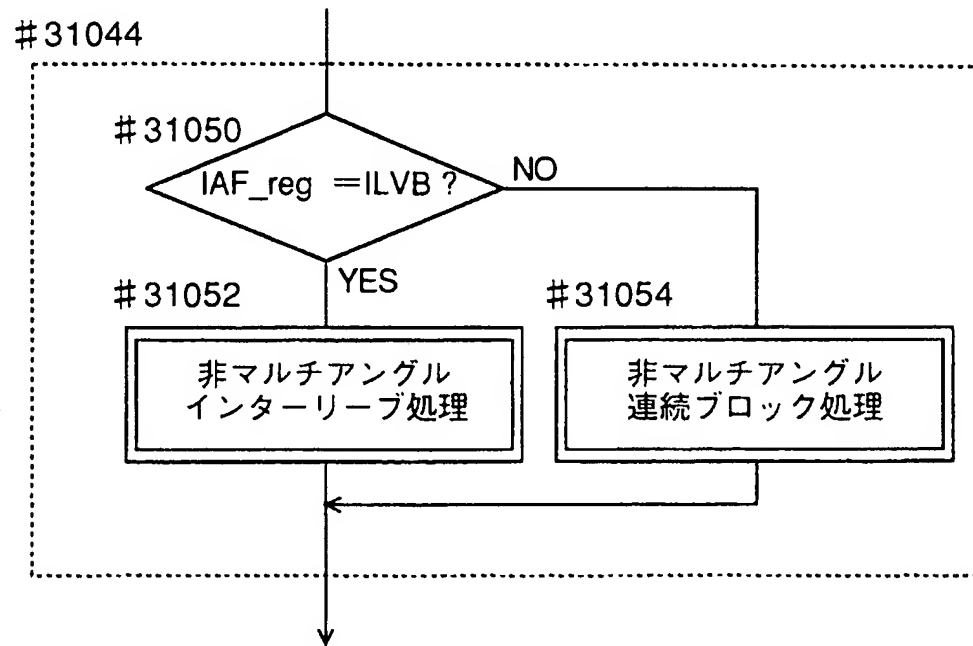 #31044
#31050
IAF_reg =ILVB ?
NO
YES
#31052
#31054
非マルチアングル
インターリーブ処理
非マルチアングル
連続ブロック処理